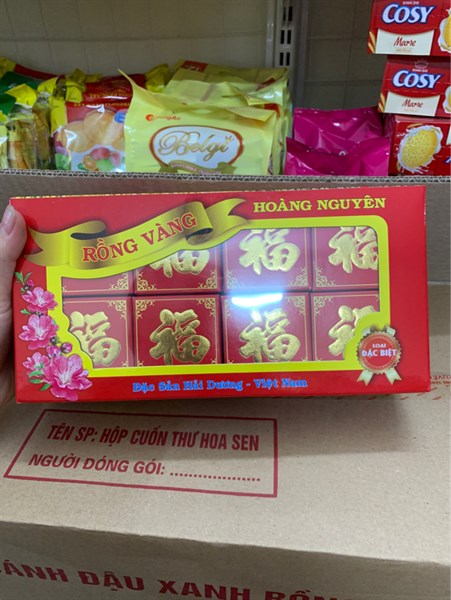 COSY
Marie
COSY
Marie
Belgi
RỒNG VÀNG
HOÀNG NGUYÊN
福 福 福 福
福 福 福 福
LOẠI
ĐẶC BIỆT
Đặc Sản Hải Dương - Việt Nam
TÊN SP: HỘP CUỐN THƯ HOA SEN
NGƯỜI ĐÓNG GÓI: ...................
BÁNH ĐẬU XANH RỒN